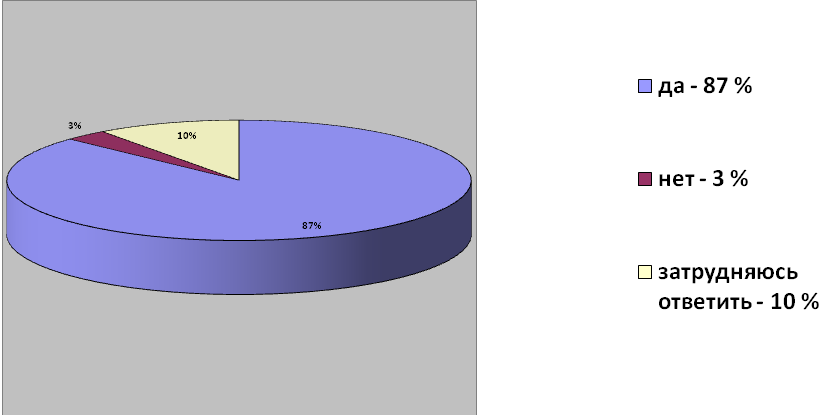 3%
10%
87%
да - 87 %
нет - 3 %
затрудняюсь
ответить - 10 %